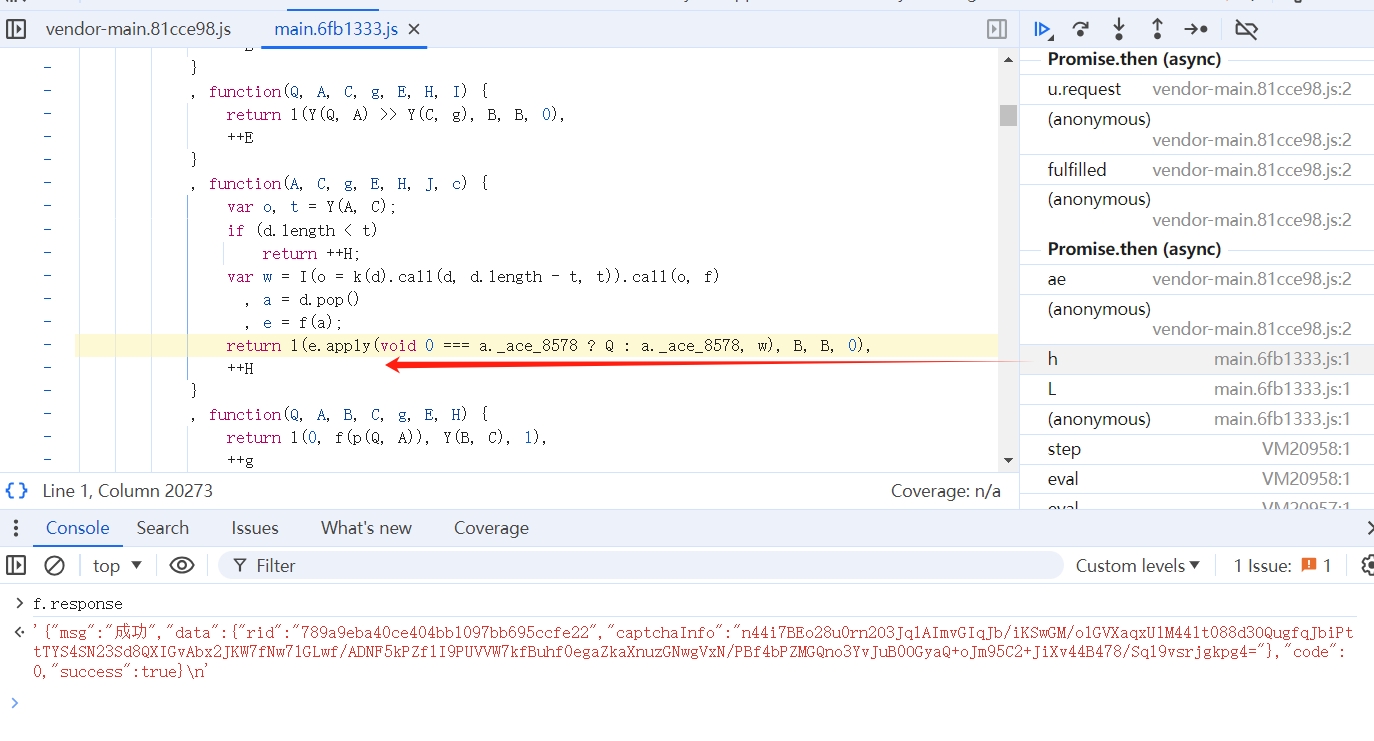 vendor-main.81cce98.js main.6fb1333.js ×
}
, function(Q, A, C, g, E, H, I) {
return l(Y(Q, A) >> Y(C, g), B, B, 0),
++E
}
, function(A, C, g, E, H, J, c) {
var o, t = Y(A, C);
if (d.length < t)
return ++H;
var w = I(o = k(d).call(d, d.length - t, t)).call(o, f)
, a = d.pop()
, e = f(a);
return l(e.apply(void 0 === a._ace_8578 ? Q : a._ace_8578, w), B, B, 0),
++H
}
, function(Q, A, B, C, g, E, H) {
return l(0, f(p(Q, A)), Y(B, C), 1),
++g
{} Line 1, Column 20273 Coverage: n/a
Promise.then (async)
u.request vendor-main.81cce98.js:2
(anonymous)
vendor-main.81cce98.js:2
fulfilled vendor-main.81cce98.js:2
(anonymous)
vendor-main.81cce98.js:2
Promise.then (async)
ae vendor-main.81cce98.js:2
(anonymous)
vendor-main.81cce98.js:2
h main.6fb1333.js:1
L main.6fb1333.js:1
(anonymous) main.6fb1333.js:1
step VM20958:1
eval VM20958:1
eval VM20957:1
Console Search Issues What's new Coverage
top ▼ Filter Custom levels ▼ 1 Issue: 1
> f.response
'{"msg":"成功","data":{"rid":"789a9eba40ce404bb1097bb695ccfe22","captchaInfo":"n44i7BEo28u0rn2O3JqlAImvGIqJb/iKSwGM/olGVXaqxUlM441t088d3OQugfqJbiPt
tTYS4SN23Sd8QXIGvAbx2JKW7fNw71GLwf/ADNF5kPZf1I9PUVVW7kfBuhf0egaZkaXnuzGNwgVxN/PBf4bPZMGQno3YvJuB0OGyaQ+oJm95C2+JiXv44B478/Sql9vsrjgkpg4="},"code":
0,"success":true}\n'
>